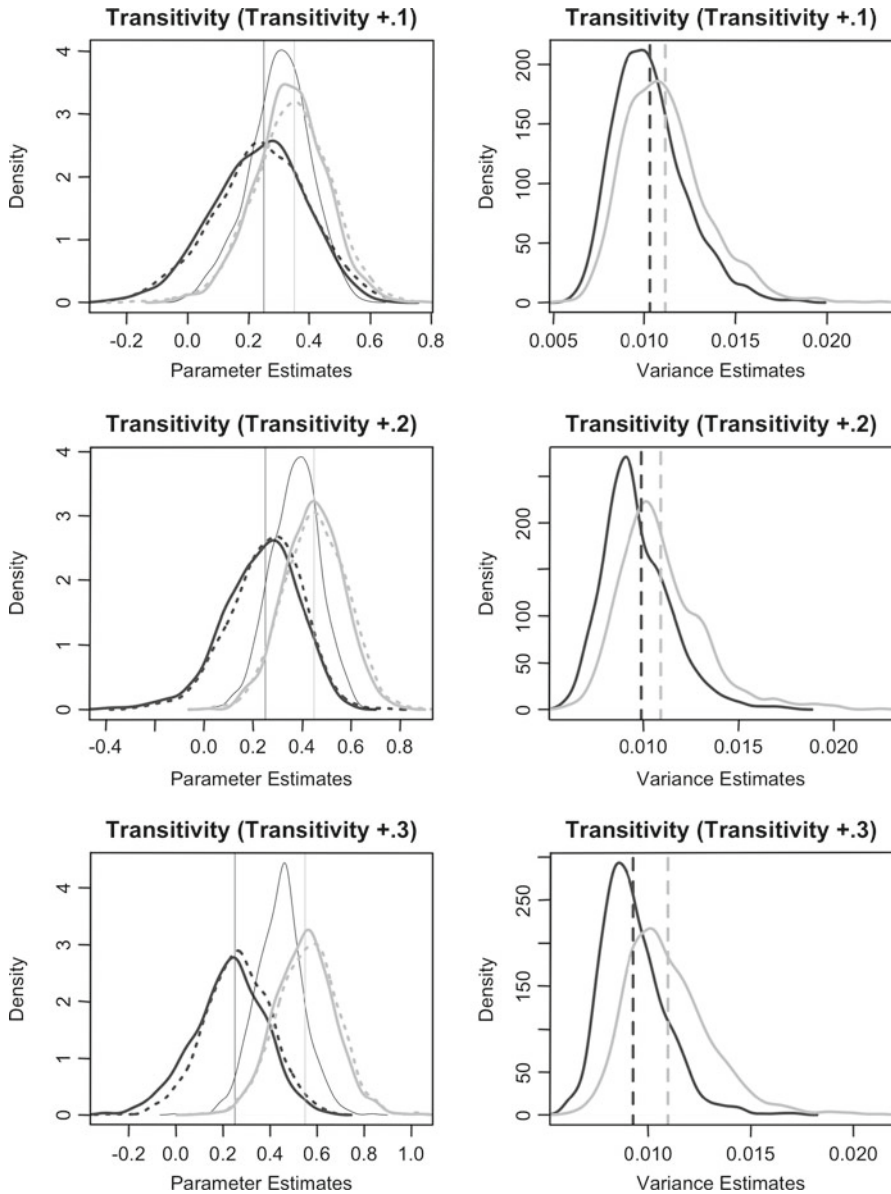 Transitivity (Transitivity +.1)
Density
0 1 2 3 4
-0.2 0.0 0.2 0.4 0.6 0.8
Parameter Estimates
Transitivity (Transitivity +.1)
Density
0 50 100 150 200
0.005 0.010 0.015 0.020
Variance Estimates
Transitivity (Transitivity +.2)
Density
0 1 2 3 4
-0.4 0.0 0.2 0.4 0.6 0.8
Parameter Estimates
Transitivity (Transitivity +.2)
Density
0 50 100 200
0.010 0.015 0.020
Variance Estimates
Transitivity (Transitivity +.3)
Density
0 1 2 3 4
-0.2 0.0 0.2 0.4 0.6 0.8 1.0
Parameter Estimates
Transitivity (Transitivity +.3)
Density
0 50 150 250
0.010 0.015 0.020
Variance Estimates